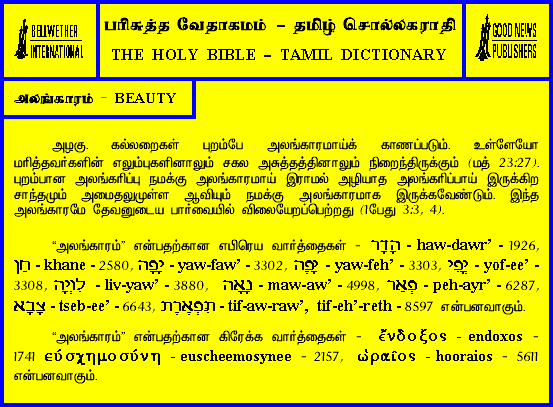 BELLWETHER
INTERNATIONAL
பரிசுத்த வேதாகமம் – தமிழ் சொல்லகராதி
THE HOLY BIBLE – TAMIL DICTIONARY
GOOD NEWS
PUBLISHERS
அலங்காரம் – BEAUTY
அழகு. கல்லறைகள் புறம்பே அலங்காரமாய்க் காணப்படும். உள்ளேயோ
மரித்தவர்களின் எலும்புகளினாலும் சகல அசுத்தத்தினாலும் நிறைந்திருக்கும் (மத் 23:27).
புறம்பான அலங்கரிப்பு நமக்கு அலங்காரமாய் இராமல் அழியாத அலங்கரிப்பாய் இருக்கிற
சாந்தமும் அமைதலுமுள்ள ஆவியும் நமக்கு அலங்காரமாக இருக்கவேண்டும். இந்த
அலங்காரமே தேவனுடைய பார்வையில் விலையேறப்பெற்றது (1பேது 3:3, 4).
“அலங்காரம்” என்பதற்கான எபிரெய வார்த்தைகள் - הָדָר - haw-dawr’ - 1926,
חֵן - khane - 2580, יָפָה - yaw-faw’ - 3302, יָפֶה - yaw-feh’ - 3303, יֳפִי - yof-ee’ -
3308, לִוְיָה - liv-yaw’ - 3880, נָאָה - maw-aw’ - 4998, פְּאֵר - peh-ayr’ - 6287,
צְבָא - tseb-ee’ - 6643, תִּפְאָרָת - tif-aw-raw’, tif-eh’-reth - 8597 என்பனவாகும்.
“அலங்காரம்” என்பதற்கான கிரேக்க வார்த்தைகள் - ἔνδοξος - endoxos -
1741 εὐσχημοσύνη - euscheemosynee - 2157, ὡραῖος - hooraios - 5611
என்பனவாகும்.